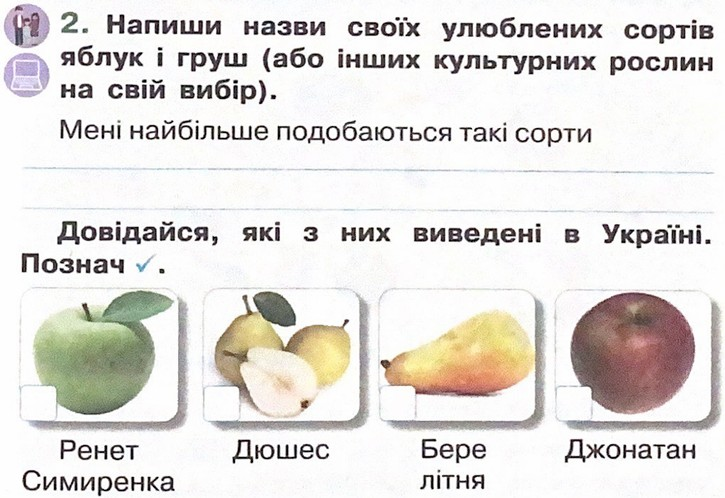 2. Напиши назви своїх улюблених сортів
яблук і груш (або інших культурних рослин
на свій вибір).
Мені найбільше подобаються такі сорти
Довідайся, які з них виведені в Україні.
Познач ✓.
Ренет
Симиренка
Дюшес
Бере
літня
Джонатан